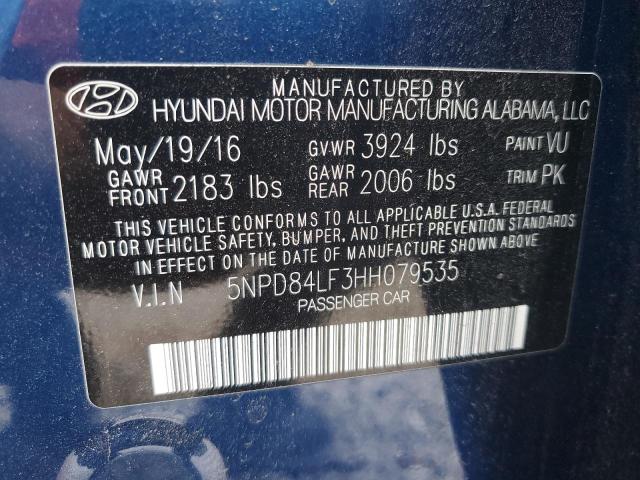 MANUFACTURED BY
HYUNDAI MOTOR MANUFACTURING ALABAMA, LLC
May/19/16 GVWR 3924 lbs PAINT VU
GAWR FRONT 2183 lbs GAWR REAR 2006 lbs TRIM PK
THIS VEHICLE CONFORMS TO ALL APPLICABLE U.S.A. FEDERAL
MOTOR VEHICLE SAFETY, BUMPER, AND THEFT PREVENTION STANDARDS
IN EFFECT ON THE DATE OF MANUFACTURE SHOWN ABOVE.
V.I.N 5NPD84LF3HH079535
PASSENGER CAR